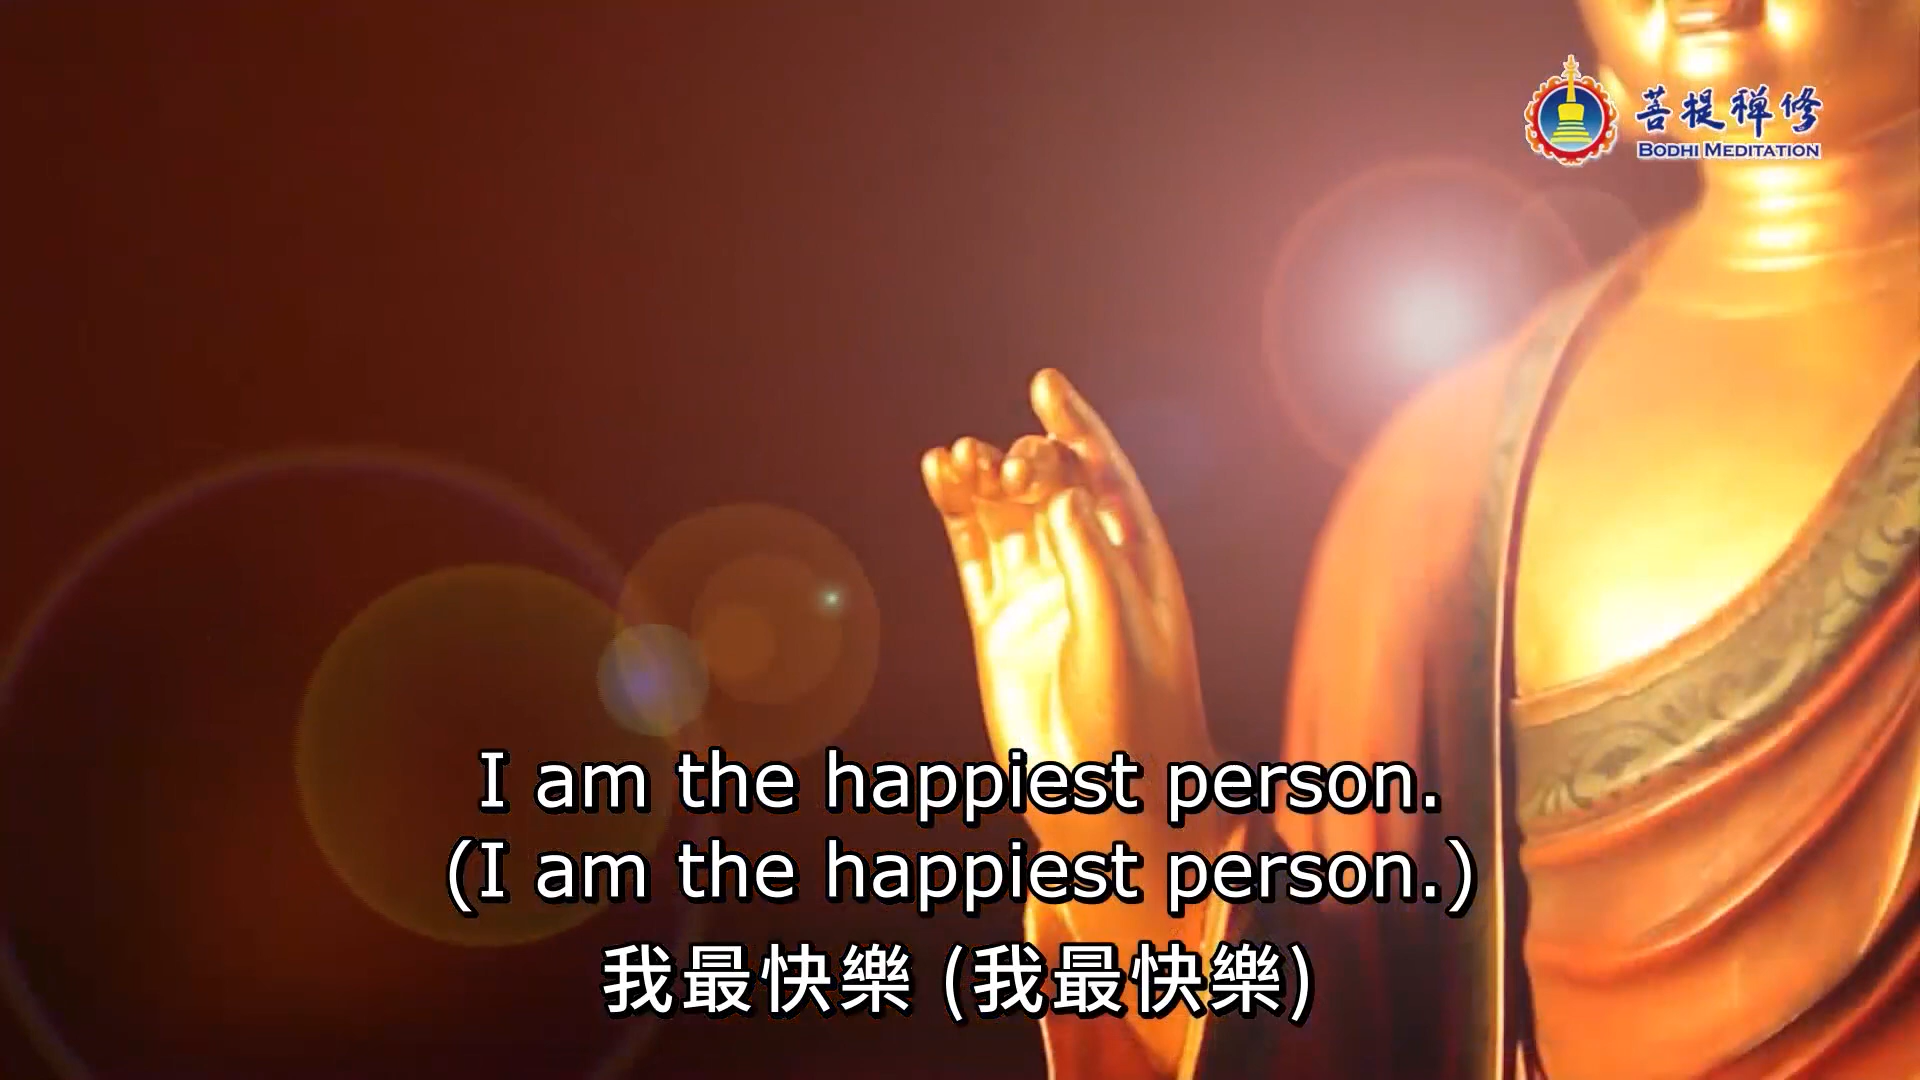 菩提禪修
BODHI MEDITATION
I am the happiest person.
(I am the happiest person.)
我最快樂 (我最快樂)